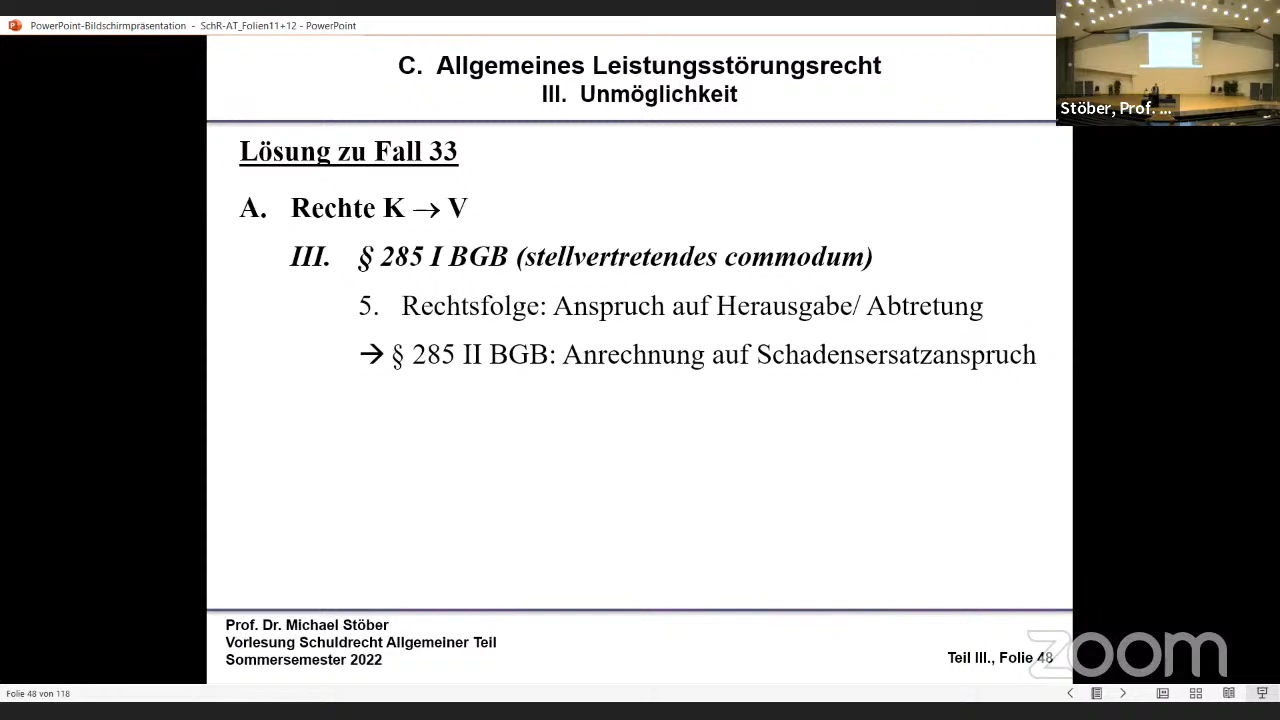 PowerPoint-Bildschirmpräsentation - SchR-AT_Folien11+12 - PowerPoint
Stöber, Prof. ...
C. Allgemeines Leistungsstörungsrecht
III. Unmöglichkeit
Lösung zu Fall 33
A. Rechte K → V
III. § 285 I BGB (stellvertretendes commodum)
5. Rechtsfolge: Anspruch auf Herausgabe/ Abtretung
→ § 285 II BGB: Anrechnung auf Schadensersatzanspruch
Prof. Dr. Michael Stöber
Vorlesung Schuldrecht Allgemeiner Teil
Sommersemester 2022
Teil III., Folie 48
zoom
Folie 48 von 118